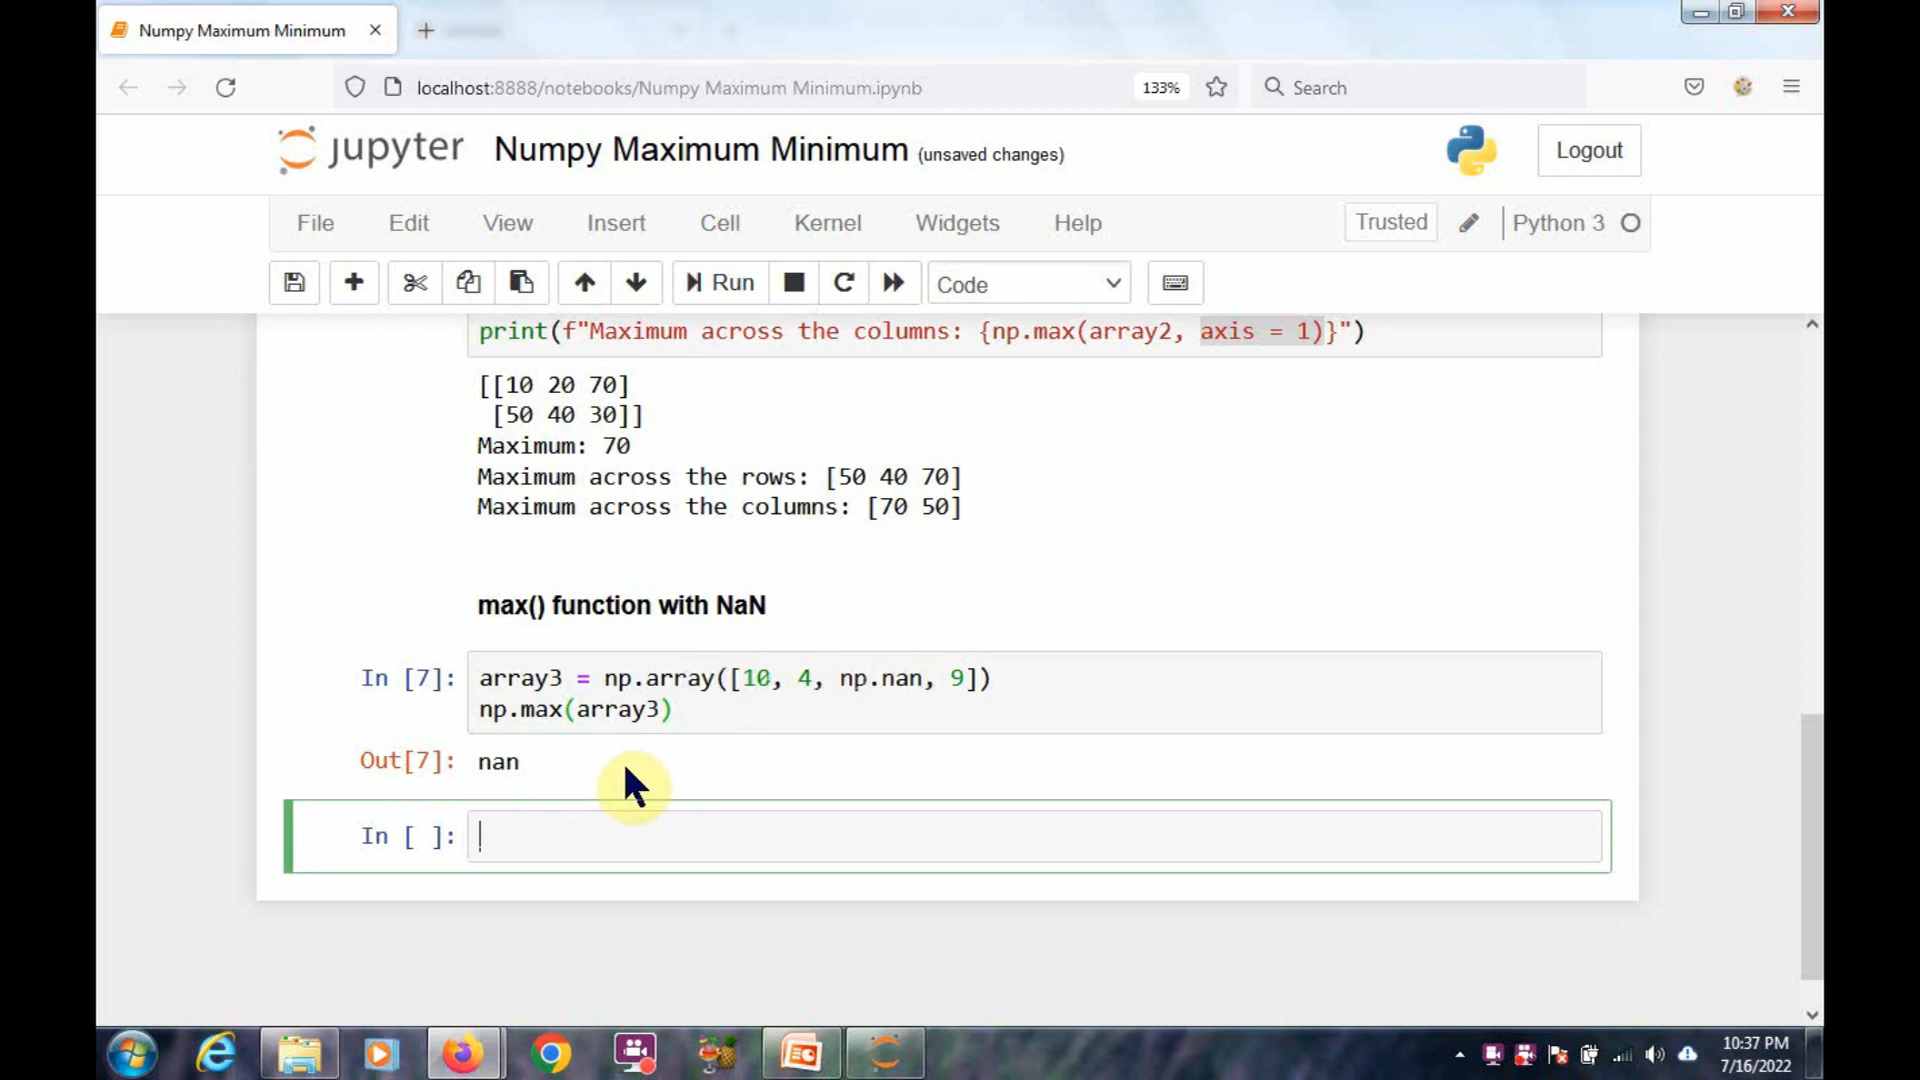 Numpy Maximum Minimum
localhost:8888/notebooks/Numpy Maximum Minimum.ipynb
133%
Search
jupyter Numpy Maximum Minimum (unsaved changes)
Logout
File Edit View Insert Cell Kernel Widgets Help
Trusted
Python 3
Run
Code
print(f"Maximum across the columns: {np.max(array2, axis = 1)}")
[[10 20 70]
[50 40 30]]
Maximum: 70
Maximum across the rows: [50 40 70]
Maximum across the columns: [70 50]
max() function with NaN
In [7]: array3 = np.array([10, 4, np.nan, 9])
np.max(array3)
Out[7]: nan
In [ ]:
10:37 PM
7/16/2022